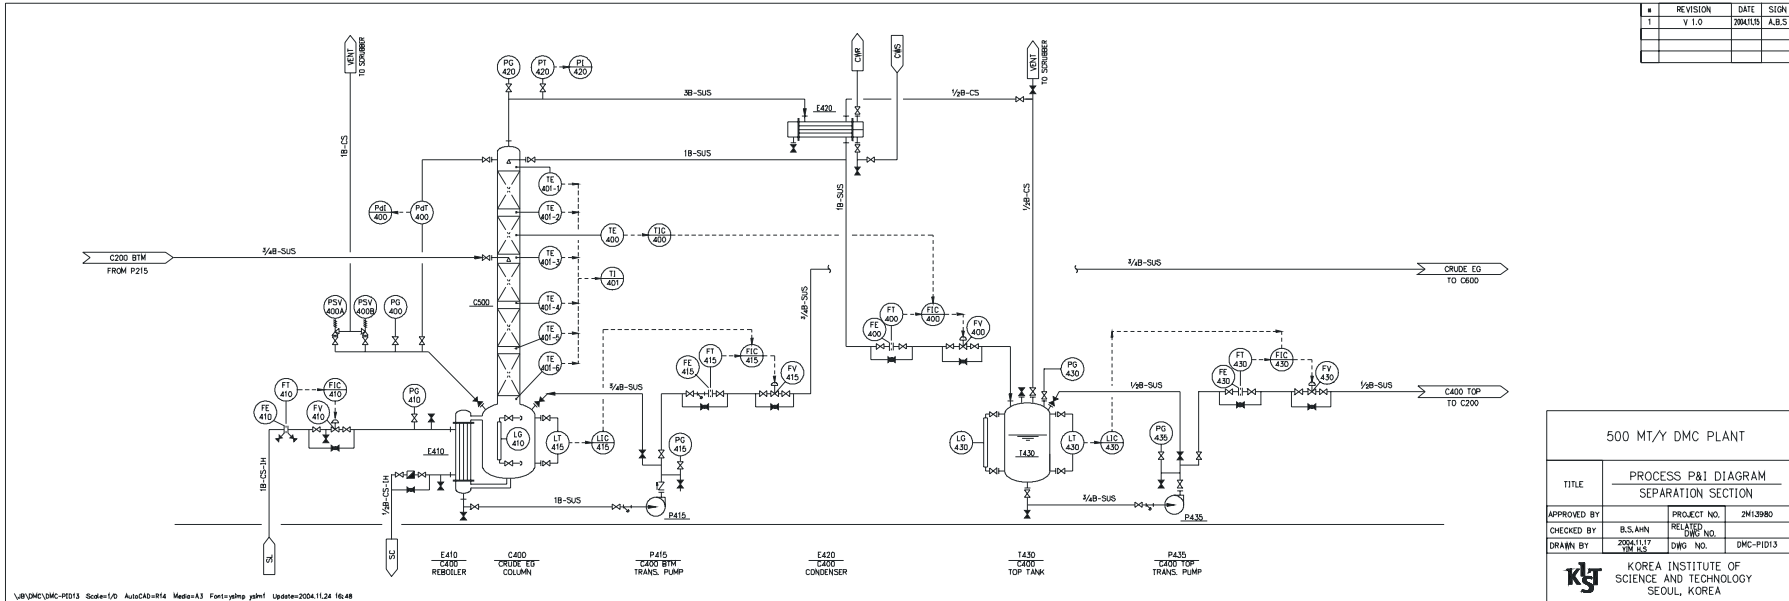 # REVISION DATE SIGN
1 V 1.0 2004.11.15 A.B.S
VENT
TO SCRUBBER
PG 420
PT 420
PI 420
CWR
CWS
VENT
TO SCRUBBER
3B-SUS
E420
1/2B-CS
1B-CS
1B-SUS
1B-SUS
1/2B-CS
TE 401-1
PdI 400
PdT 400
TE 401-2
TE 400
TIC 400
C200 BTM
FROM P215
3/4B-SUS
TE 401-3
TI 401
3/4B-SUS
CRUDE EG
TO C600
PSV 400A
PSV 400B
PG 400
C500
TE 401-4
3/4B-SUS
FT 400
FIC 400
FE 400
FV 400
TE 401-5
TE 401-6
FT 415
FIC 415
FE 415
FV 415
PG 430
FT 430
FIC 430
FE 430
FV 430
FT 410
FIC 410
FE 410
FV 410
PG 410
3/4B-SUS
1/2B-SUS
1/2B-SUS
C400 TOP
TO C200
LG 410
LT 415
LIC 415
PG 415
LG 430
T430
LT 430
LIC 430
PG 435
E410
1B-CS-IH
1/2B-CS-IH
1B-SUS
P415
3/4B-SUS
P435
SL
SC
E410
C400
REBOILER
C400
CRUDE EG
COLUMN
P415
C400 BTM
TRANS. PUMP
E420
C400
CONDENSER
T430
C400
TOP TANK
P435
C400 TOP
TRANS. PUMP
500 MT/Y DMC PLANT
TITLE
PROCESS P&I DIAGRAM
SEPARATION SECTION
APPROVED BY PROJECT NO. 2M13980
CHECKED BY B.S.AHN RELATED DWG NO.
DRAWN BY 2004.11.17 YIM H.S DWG NO. DMC-PID13
KIST
KOREA INSTITUTE OF
SCIENCE AND TECHNOLOGY
SEOUL, KOREA
\JB\DMC\DMC-PID13 Scale=1/0 AutoCAD=R14 Media=A3 Font=yslmp yslmf1 Update=2004.11.24 16:48